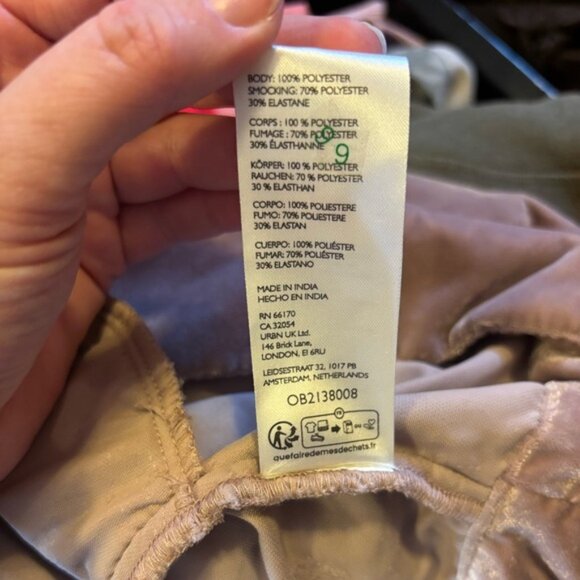 BODY: 100% POLYESTER
SMOCKING: 70% POLYESTER
30% ELASTANE
CORPS : 100 % POLYESTER
FUMAGE : 70% POLYESTER
30% ÉLASTHANNE
KÖRPER: 100 % POLYESTER
RAUCHEN: 70 % POLYESTER
30 % ELASTHAN
CORPO: 100% POLIESTERE
FUMO: 70% POLIESTERE
30% ELASTAN
CUERPO: 100% POLIÉSTER
FUMAR: 70% POLIÉSTER
30% ELASTANO
MADE IN INDIA
HECHO EN INDIA
RN 66170
CA 32054
URBN UK Ltd.
146 Brick Lane,
LONDON, E1 6RU
LEIDSESTRAAT 32, 1017 PB
AMSTERDAM, NETHERLANDS
OB2138008
FR
quefairedemesdechets.fr